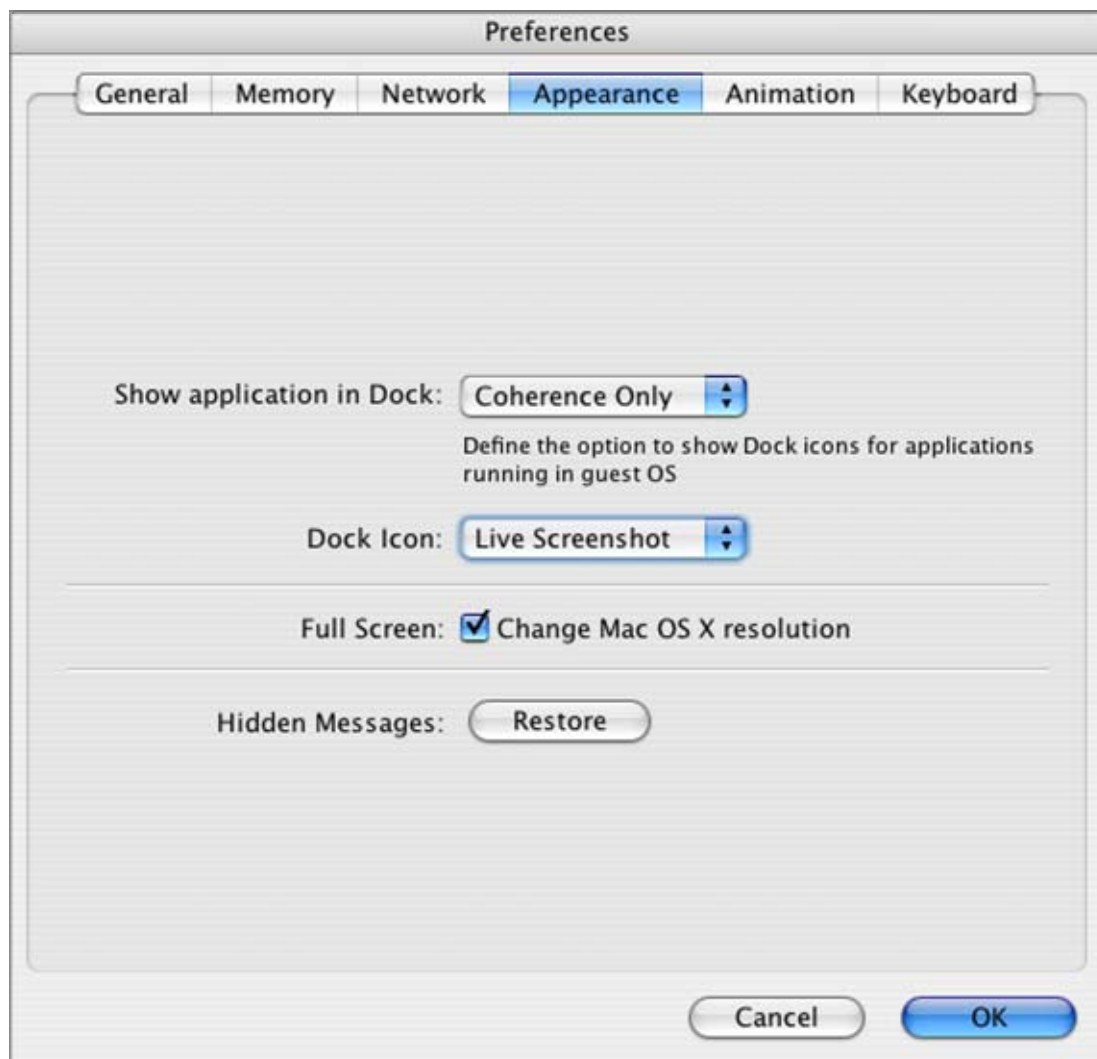 Preferences
General Memory Network Appearance Animation Keyboard
Show application in Dock: Coherence Only
Define the option to show Dock icons for applications
running in guest OS
Dock Icon: Live Screenshot
Full Screen: Change Mac OS X resolution
Hidden Messages: Restore
Cancel OK